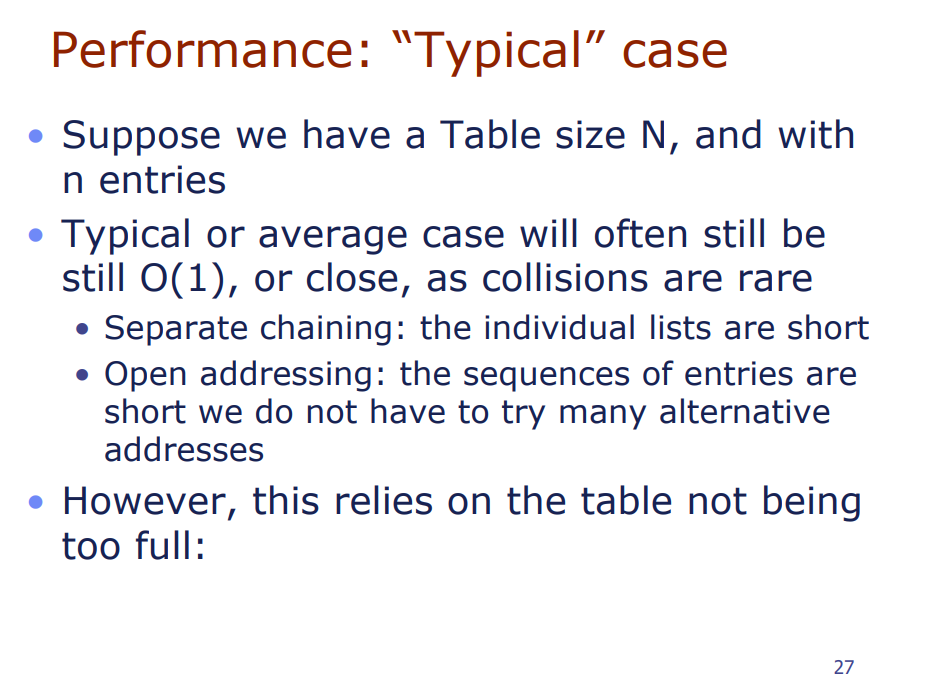 Performance: “Typical” case
• Suppose we have a Table size N, and with
n entries
• Typical or average case will often still be
still O(1), or close, as collisions are rare
• Separate chaining: the individual lists are short
• Open addressing: the sequences of entries are
short we do not have to try many alternative
addresses
• However, this relies on the table not being
too full:
27